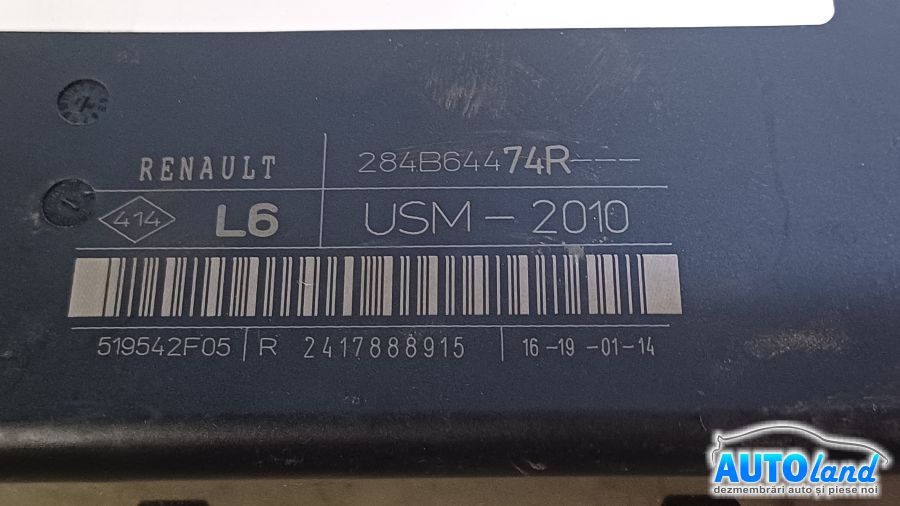 RENAULT 284B64474R---
414 L6 USM - 2010
519542F05 R 2417888915 16-19-01-14
AUTOland
dezmembrări auto și piese noi